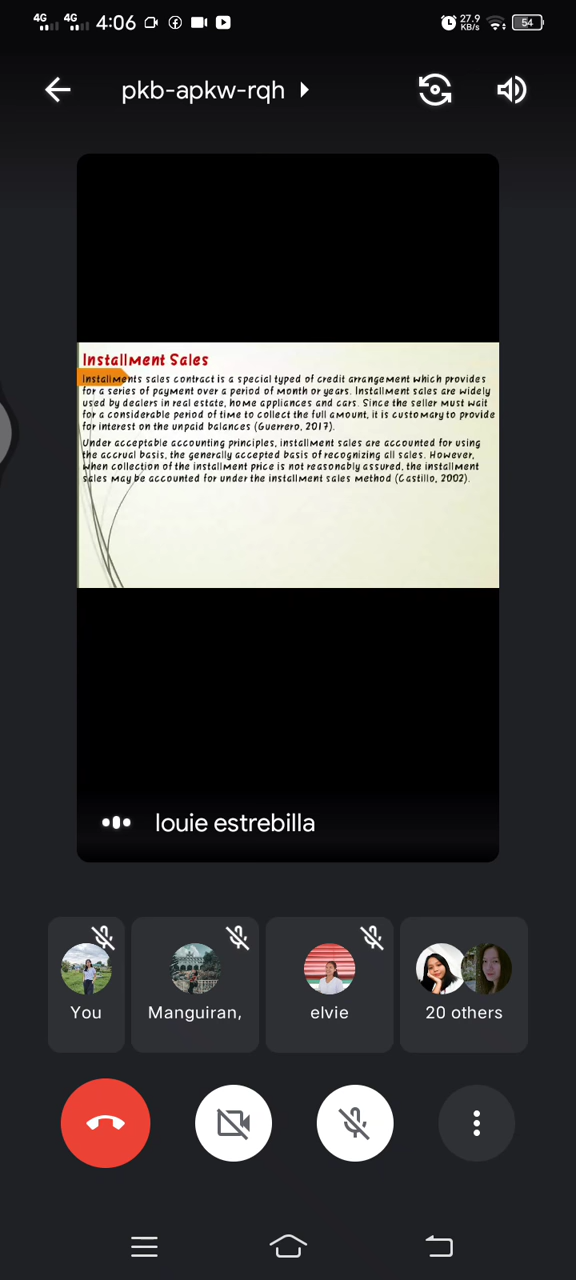 4G 4G 4:06 27.9 KB/s 54
pkb-apkw-rqh
Installment Sales
Installments sales contract is a special typed of credit arrangement which provides
for a series of payment over a period of month or years. Installment sales are widely
used by dealers in real estate, home appliances and cars. Since the seller must wait
for a considerable period of time to collect the full amount, it is customary to provide
for interest on the unpaid balances (Guerrero, 2017).
Under acceptable accounting principles, installment sales are accounted for using
the accrual basis, the generally accepted basis of recognizing all sales. However,
when collection of the installment price is not reasonably assured, the installment
sales may be accounted for under the installment sales method (Castillo, 2002).
louie estrebilla
You Manguiran, elvie 20 others